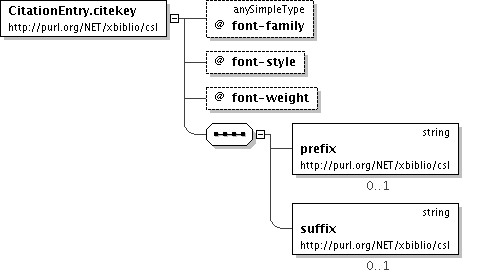 CitationEntry.citekey
http://purl.org/NET/xbiblio/csl
anySimpleType
@ font-family
@ font-style
@ font-weight
string
prefix
http://purl.org/NET/xbiblio/csl
0..1
string
suffix
http://purl.org/NET/xbiblio/csl
0..1